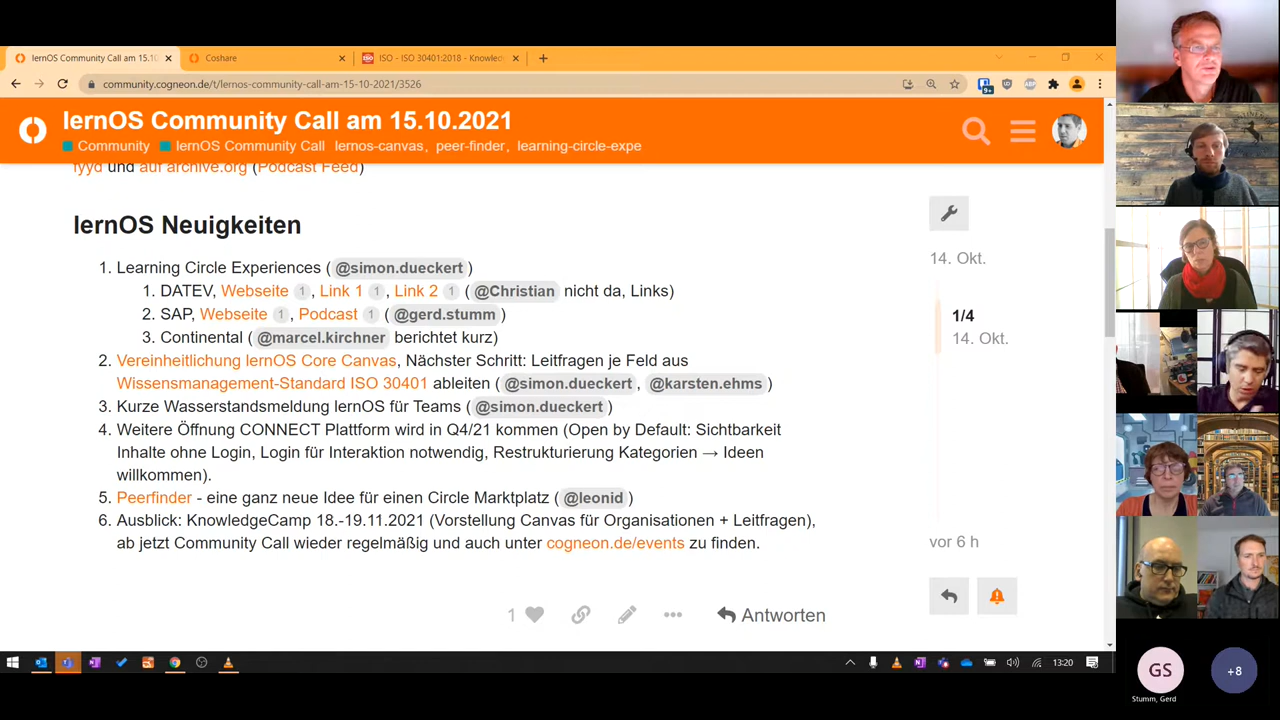 lernOS Community Call am 15.10
Coshare
ISO - ISO 30401:2018 - Knowled
community.cogneon.de/t/lernos-community-call-am-15-10-2021/3526
9+
lernOS Community Call am 15.10.2021
Community lernOS Community Call lernos-canvas, peer-finder, learning-circle-expe
fyyd und auf archive.org (Podcast Feed)
lernOS Neuigkeiten
1. Learning Circle Experiences ( @simon.dueckert )
1. DATEV, Webseite 1 , Link 1 1 , Link 2 1 ( @Christian nicht da, Links)
2. SAP, Webseite 1 , Podcast 1 ( @gerd.stumm )
3. Continental ( @marcel.kirchner berichtet kurz)
2. Vereinheitlichung lernOS Core Canvas, Nächster Schritt: Leitfragen je Feld aus
Wissensmanagement-Standard ISO 30401 ableiten ( @simon.dueckert , @karsten.ehms )
3. Kurze Wasserstandsmeldung lernOS für Teams ( @simon.dueckert )
4. Weitere Öffnung CONNECT Plattform wird in Q4/21 kommen (Open by Default: Sichtbarkeit
Inhalte ohne Login, Login für Interaktion notwendig, Restrukturierung Kategorien → Ideen
willkommen).
5. Peerfinder - eine ganz neue Idee für einen Circle Marktplatz ( @leonid )
6. Ausblick: KnowledgeCamp 18.-19.11.2021 (Vorstellung Canvas für Organisationen + Leitfragen),
ab jetzt Community Call wieder regelmäßig und auch unter cogneon.de/events zu finden.
14. Okt.
1/4
14. Okt.
vor 6 h
1
Antworten
13:20
GS
Stumm, Gerd
+8